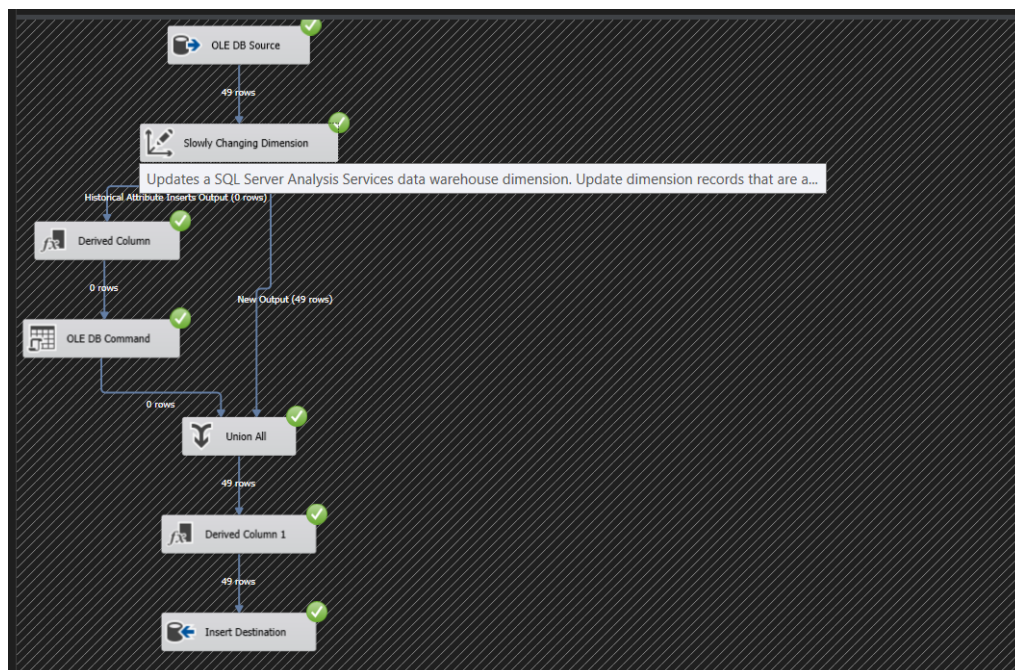 OLE DB Source
49 rows
Slowly Changing Dimension
Updates a SQL Server Analysis Services data warehouse dimension. Update dimension records that are a...
Historical Attribute Inserts Output (0 rows)
Derived Column
0 rows
New Output (49 rows)
OLE DB Command
0 rows
Union All
49 rows
Derived Column 1
49 rows
Insert Destination